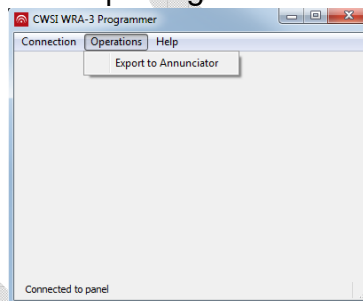 CWSI WRA-3 Programmer
Connection Operations Help
Export to Annunciator
Connected to panel